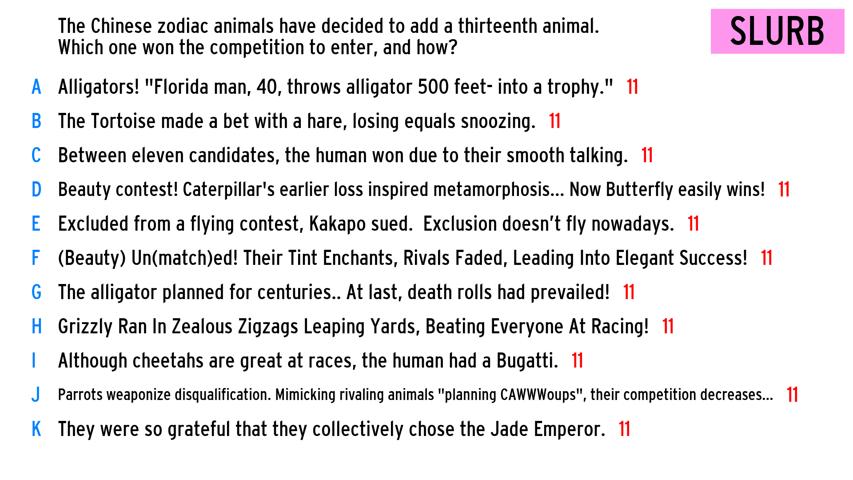 The Chinese zodiac animals have decided to add a thirteenth animal.
Which one won the competition to enter, and how?
SLURB
A Alligators! "Florida man, 40, throws alligator 500 feet- into a trophy." 11
B The Tortoise made a bet with a hare, losing equals snoozing. 11
C Between eleven candidates, the human won due to their smooth talking. 11
D Beauty contest! Caterpillar's earlier loss inspired metamorphosis... Now Butterfly easily wins! 11
E Excluded from a flying contest, Kakapo sued. Exclusion doesn't fly nowadays. 11
F (Beauty) Un(match)ed! Their Tint Enchants, Rivals Faded, Leading Into Elegant Success! 11
G The alligator planned for centuries.. At last, death rolls had prevailed! 11
H Grizzly Ran In Zealous Zigzags Leaping Yards, Beating Everyone At Racing! 11
I Although cheetahs are great at races, the human had a Bugatti. 11
J Parrots weaponize disqualification. Mimicking rivaling animals "planning CAWWWoups", their competition decreases... 11
K They were so grateful that they collectively chose the Jade Emperor. 11